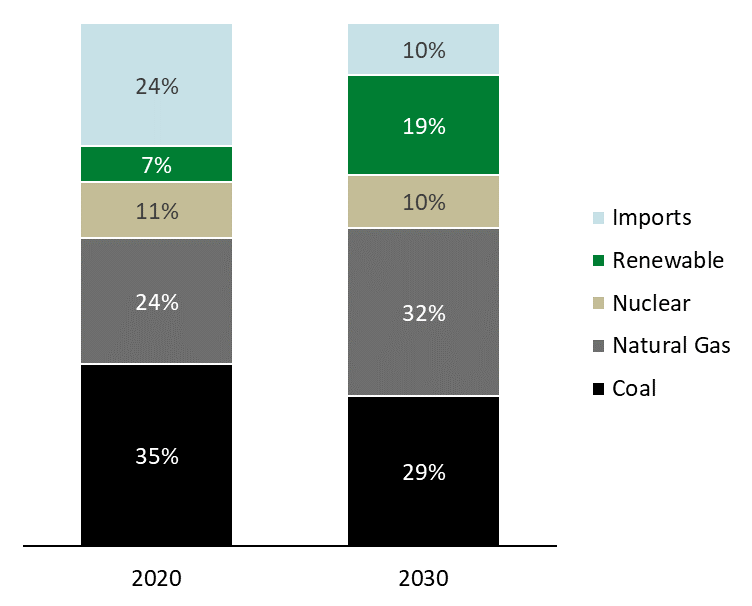 24%
10%
7%
19%
11%
10%
24%
32%
35%
29%
2020
2030
Imports
Renewable
Nuclear
Natural Gas
Coal